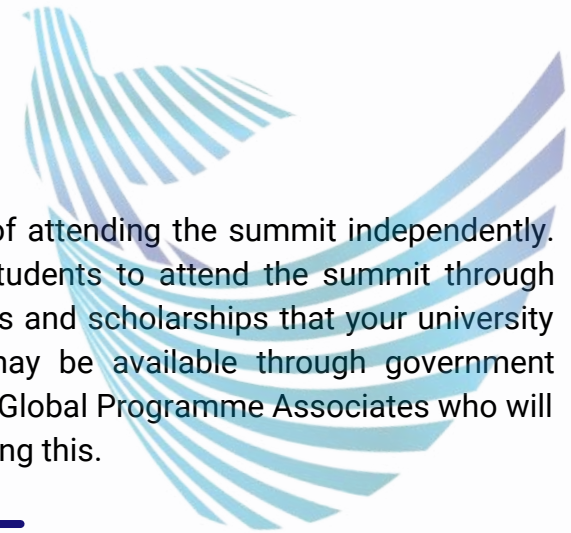 of attending the summit independently.
tudents to attend the summit through
s and scholarships that your university
may be available through government
Global Programme Associates who will
ng this.